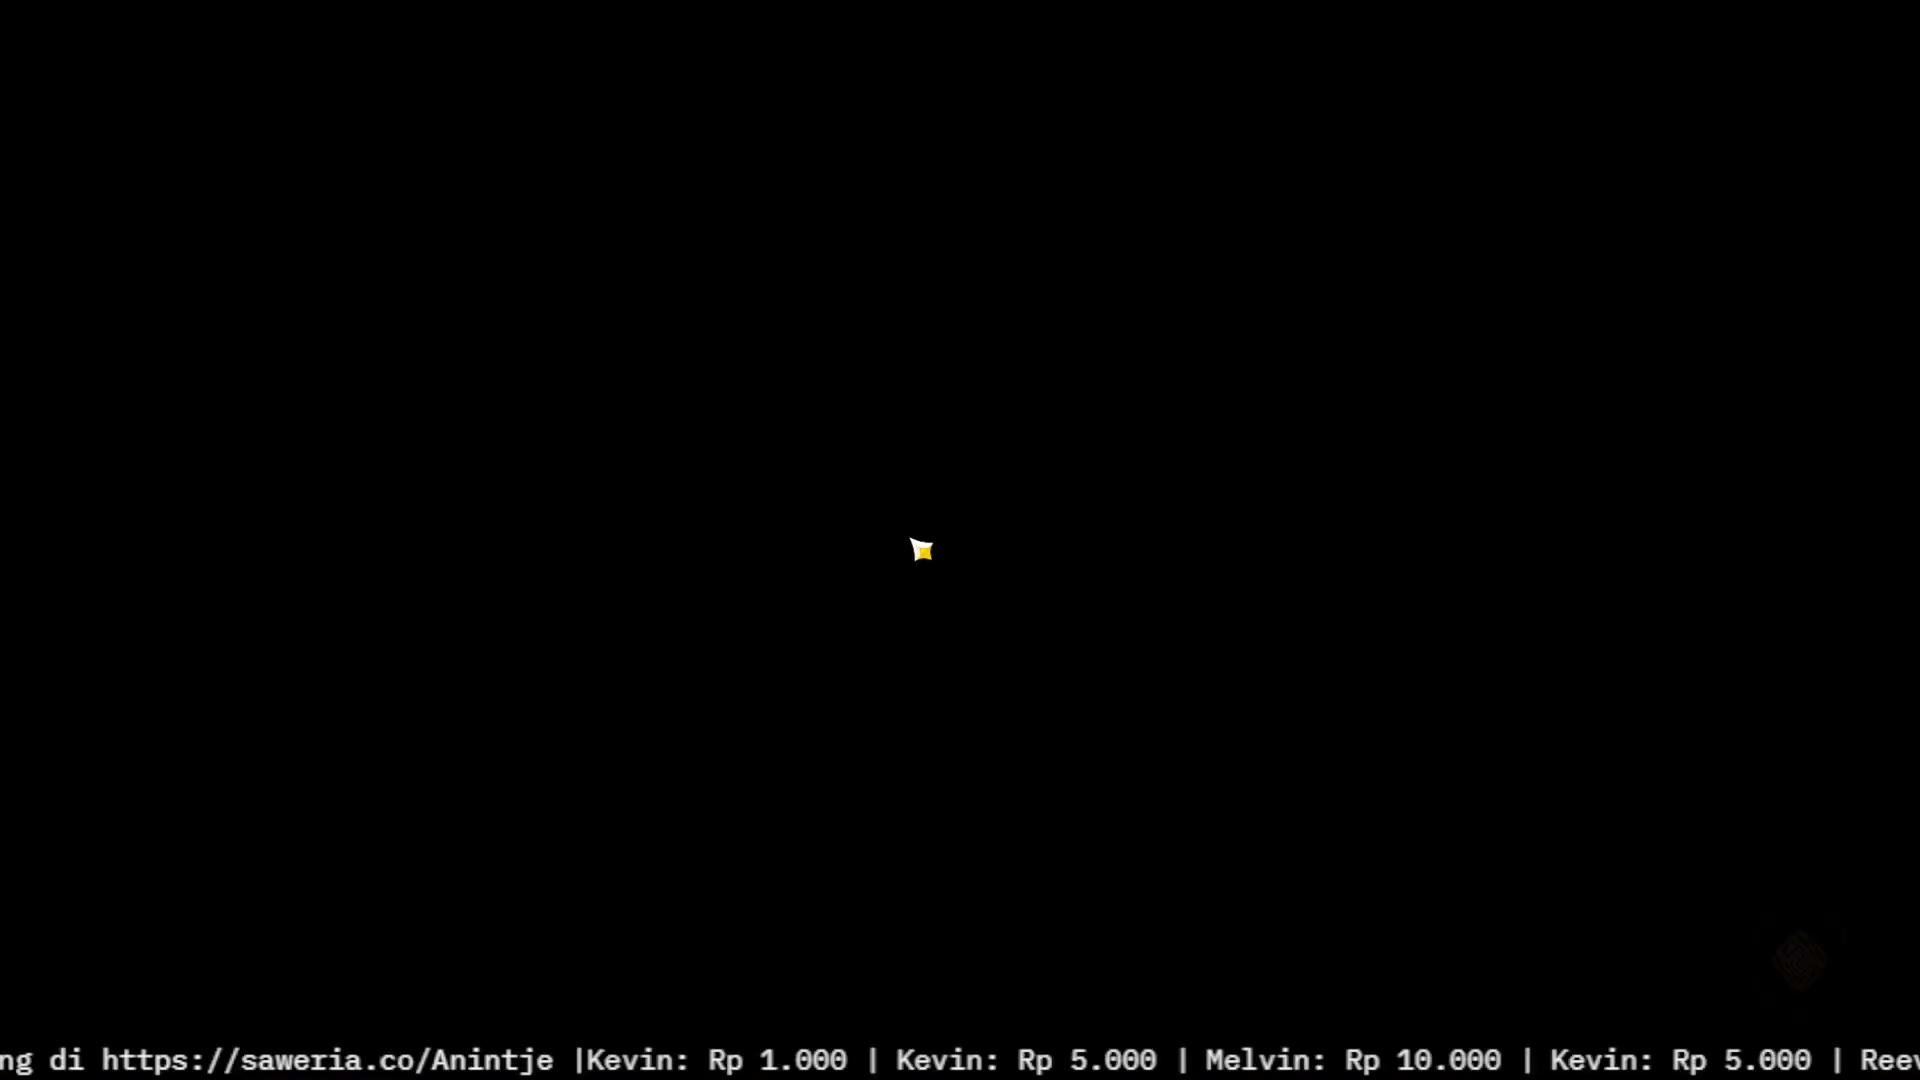 ng di https://saweria.co/Anintje |Kevin: Rp 1.000 | Kevin: Rp 5.000 | Melvin: Rp 10.000 | Kevin: Rp 5.000 | Reev